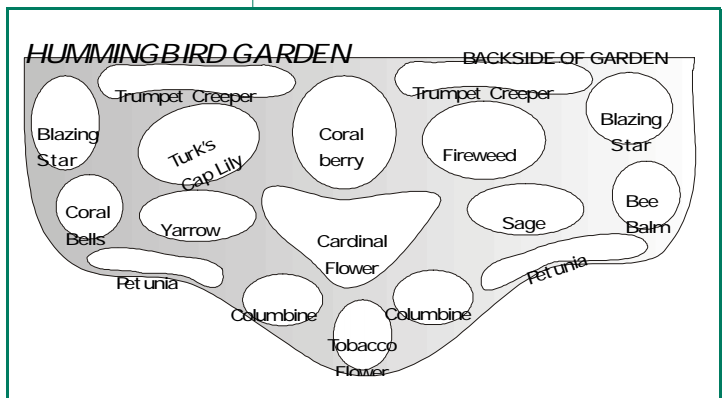 HUMMINGBIRD GARDEN
BACKSIDE OF GARDEN
Trumpet Creeper
Trumpet Creeper
Blazing
Star
Turk's
Cap Lily
Coral
berry
Fireweed
Blazing
Star
Coral
Bells
Yarrow
Cardinal
Flower
Sage
Bee
Balm
Petunia
Petunia
Columbine
Columbine
Tobacco
Flower